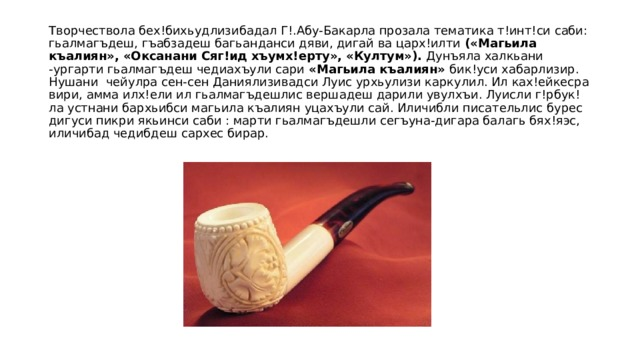 Творчествола бех!бихьудлизибадал Г!.Абу-Бакарла прозала тематика т!инт!си саби:
гьалмагъдеш, гъабзадеш багьанданси дяви, дигай ва царх!илти («Магьила
къалиян», «Оксанани Сяг!ид хъумх!ерту», «Култум»). Дунъяла халкьани
-ургарти гьалмагъдеш чедиахъули сари «Магьила къалиян» бик!уси хабарлизир.
Нушани чейулра сен-сен Даниялизивадси Луис урхьулизи каркулил. Ил ках!ейкесра
вири, амма илх!ели ил гьалмагъдешлис вершадеш дарили увулхъи. Луисли г!рбук!
ла устнани бархьибси магьила къалиян уцахъули сай. Иличибли писательлис бурес
дигуси пикри якьинси саби : марти гьалмагъдешли сегъуна-дигара балагь бях!яэс,
иличибад чедибдеш сархес бирар.